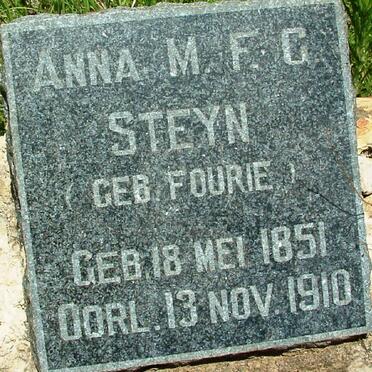 ANNA M. F. C.
STEYN
(GEB. FOURIE)
GEB 18 MEI 1851
OORL. 13 NOV. 1910